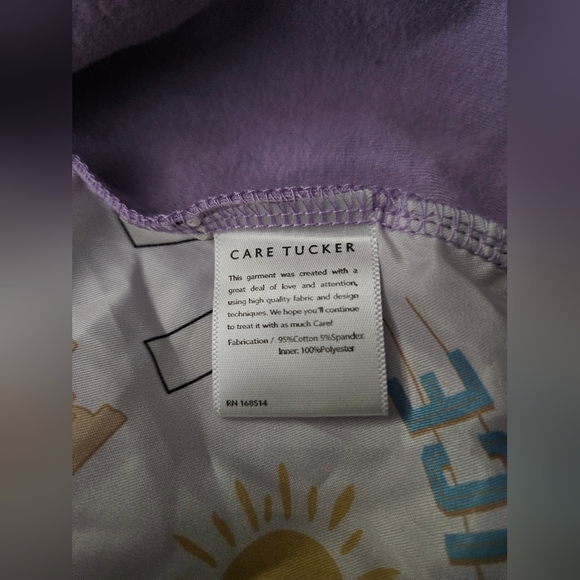 CARE TUCKER
This garment was created with a
great deal of love and attention,
using high quality fabric and design
techniques. We hope you'll continue
to treat it with as much Care!
Fabrication / 95%Cotton 5%Spandex
Inner: 100%Polyester
RN 168514
ICE